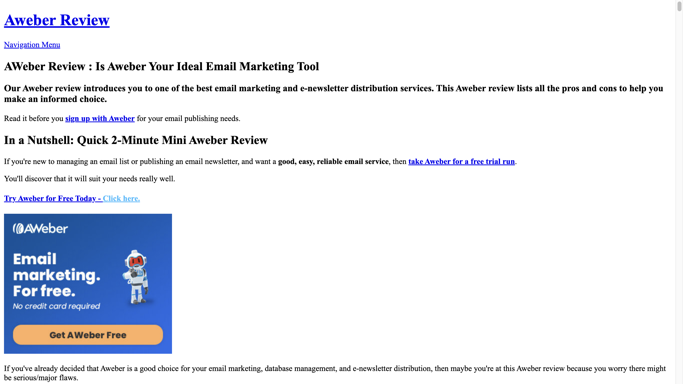 Aweber Review
Navigation Menu
AWeber Review : Is Aweber Your Ideal Email Marketing Tool
Our Aweber review introduces you to one of the best email marketing and e-newsletter distribution services. This Aweber review lists all the pros and cons to help you
make an informed choice.
Read it before you sign up with Aweber for your email publishing needs.
In a Nutshell: Quick 2-Minute Mini Aweber Review
If you're new to managing an email list or publishing an email newsletter, and want a good, easy, reliable email service, then take Aweber for a free trial run.
You'll discover that it will suit your needs really well.
Try Aweber for Free Today - Click here.
AWeber
Email
marketing.
For free.
No credit card required
Get AWeber Free
If you've already decided that Aweber is a good choice for your email marketing, database management, and e-newsletter distribution, then maybe you're at this Aweber review because you worry there might
be serious/major flaws.